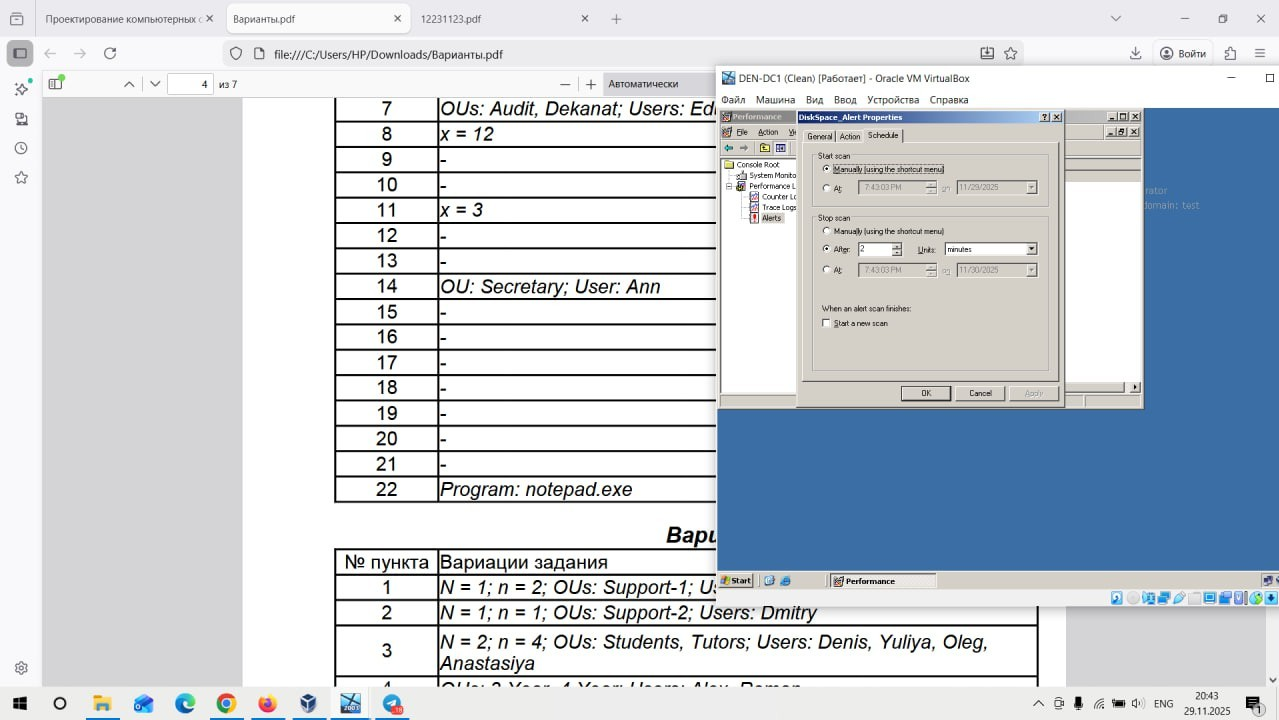 Проектирование компьютерных с
Варианты.pdf
12231123.pdf
file:///C:/Users/HP/Downloads/Варианты.pdf
Войти
4 из 7
Автоматически
7 OUs: Audit, Dekanat; Users: Ed
8 x = 12
9 -
10 -
11 x = 3
12 -
13 -
14 OU: Secretary; User: Ann
15 -
16 -
17 -
18 -
19 -
20 -
21 -
22 Program: notepad.exe
Вари
№ пункта Вариации задания
1 N = 1; n = 2; OUs: Support-1; Us
2 N = 1; n = 1; OUs: Support-2; Users: Dmitry
3 N = 2; n = 4; OUs: Students, Tutors; Users: Denis, Yuliya, Oleg,
Anastasiya
DEN-DC1 (Clean) [Работает] - Oracle VM VirtualBox
Файл Машина Вид Ввод Устройства Справка
Performance
File Action
Console Root
System Monito
Performance L
Counter Lo
Trace Logs
Alerts
DiskSpace_Alert Properties
General Action Schedule
Start scan
Manually (using the shortcut menu)
At: 7:43:03 PM on 11/29/2025
Stop scan
Manually (using the shortcut menu)
After: 2 Units: minutes
At: 7:43:03 PM on 11/30/2025
When an alert scan finishes:
Start a new scan
OK Cancel Apply
rator
domain: test
Start
Performance
ENG
20:43
29.11.2025
1